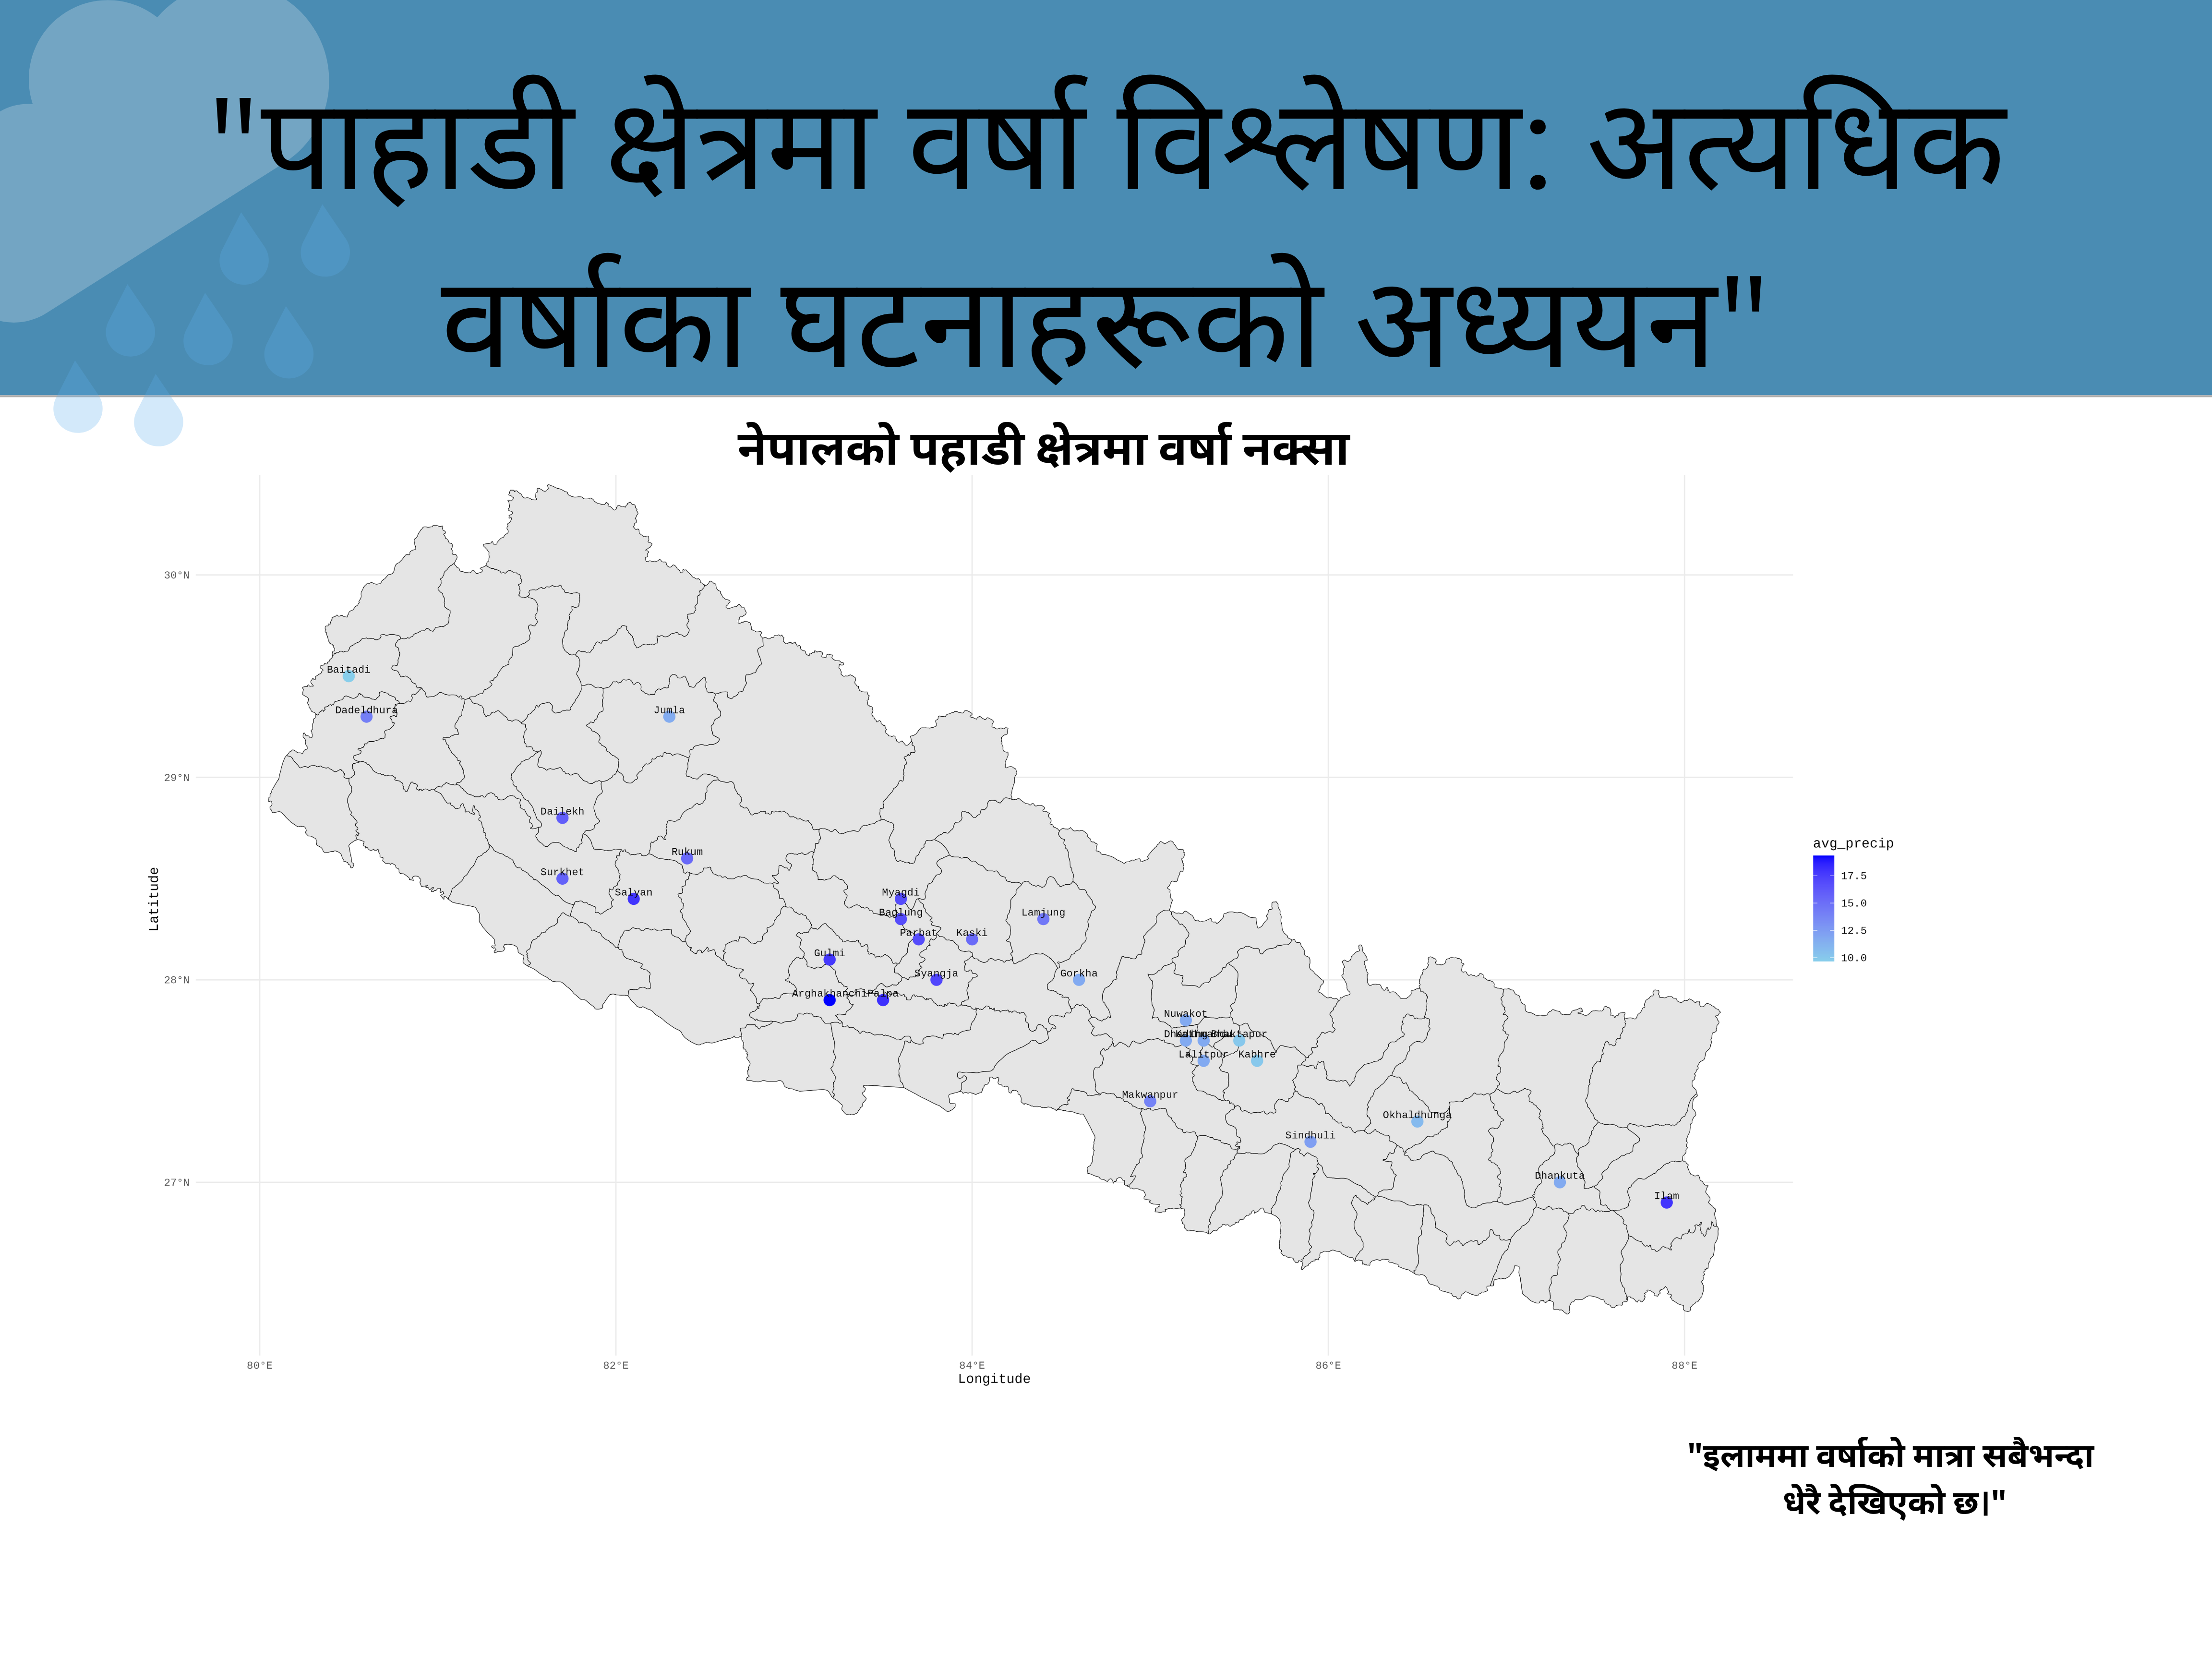 "पाहाडी क्षेत्रमा वर्षा विश्लेषण: अत्यधिक
वर्षाका घटनाहरूको अध्ययन"
नेपालको पहाडी क्षेत्रमा वर्षा नक्सा
30°N
29°N
28°N
27°N
Latitude
Baitadi
Dadeldhura
Jumla
Dailekh
Rukum
Surkhet
Salyan
Myagdi
Baglung
Lamjung
Parbat
Kaski
Gulmi
Syangja
Gorkha
Arghakhanchi
Palpa
Nuwakot
Dhading
Kathmandu
Bhaktapur
Lalitpur
Kabhre
Makwanpur
Okhaldhunga
Sindhuli
Dhankuta
Ilam
avg_precip
17.5
15.0
12.5
10.0
80°E
82°E
84°E
86°E
88°E
Longitude
"इलाममा वर्षाको मात्रा सबैभन्दा
धेरै देखिएको छ|"